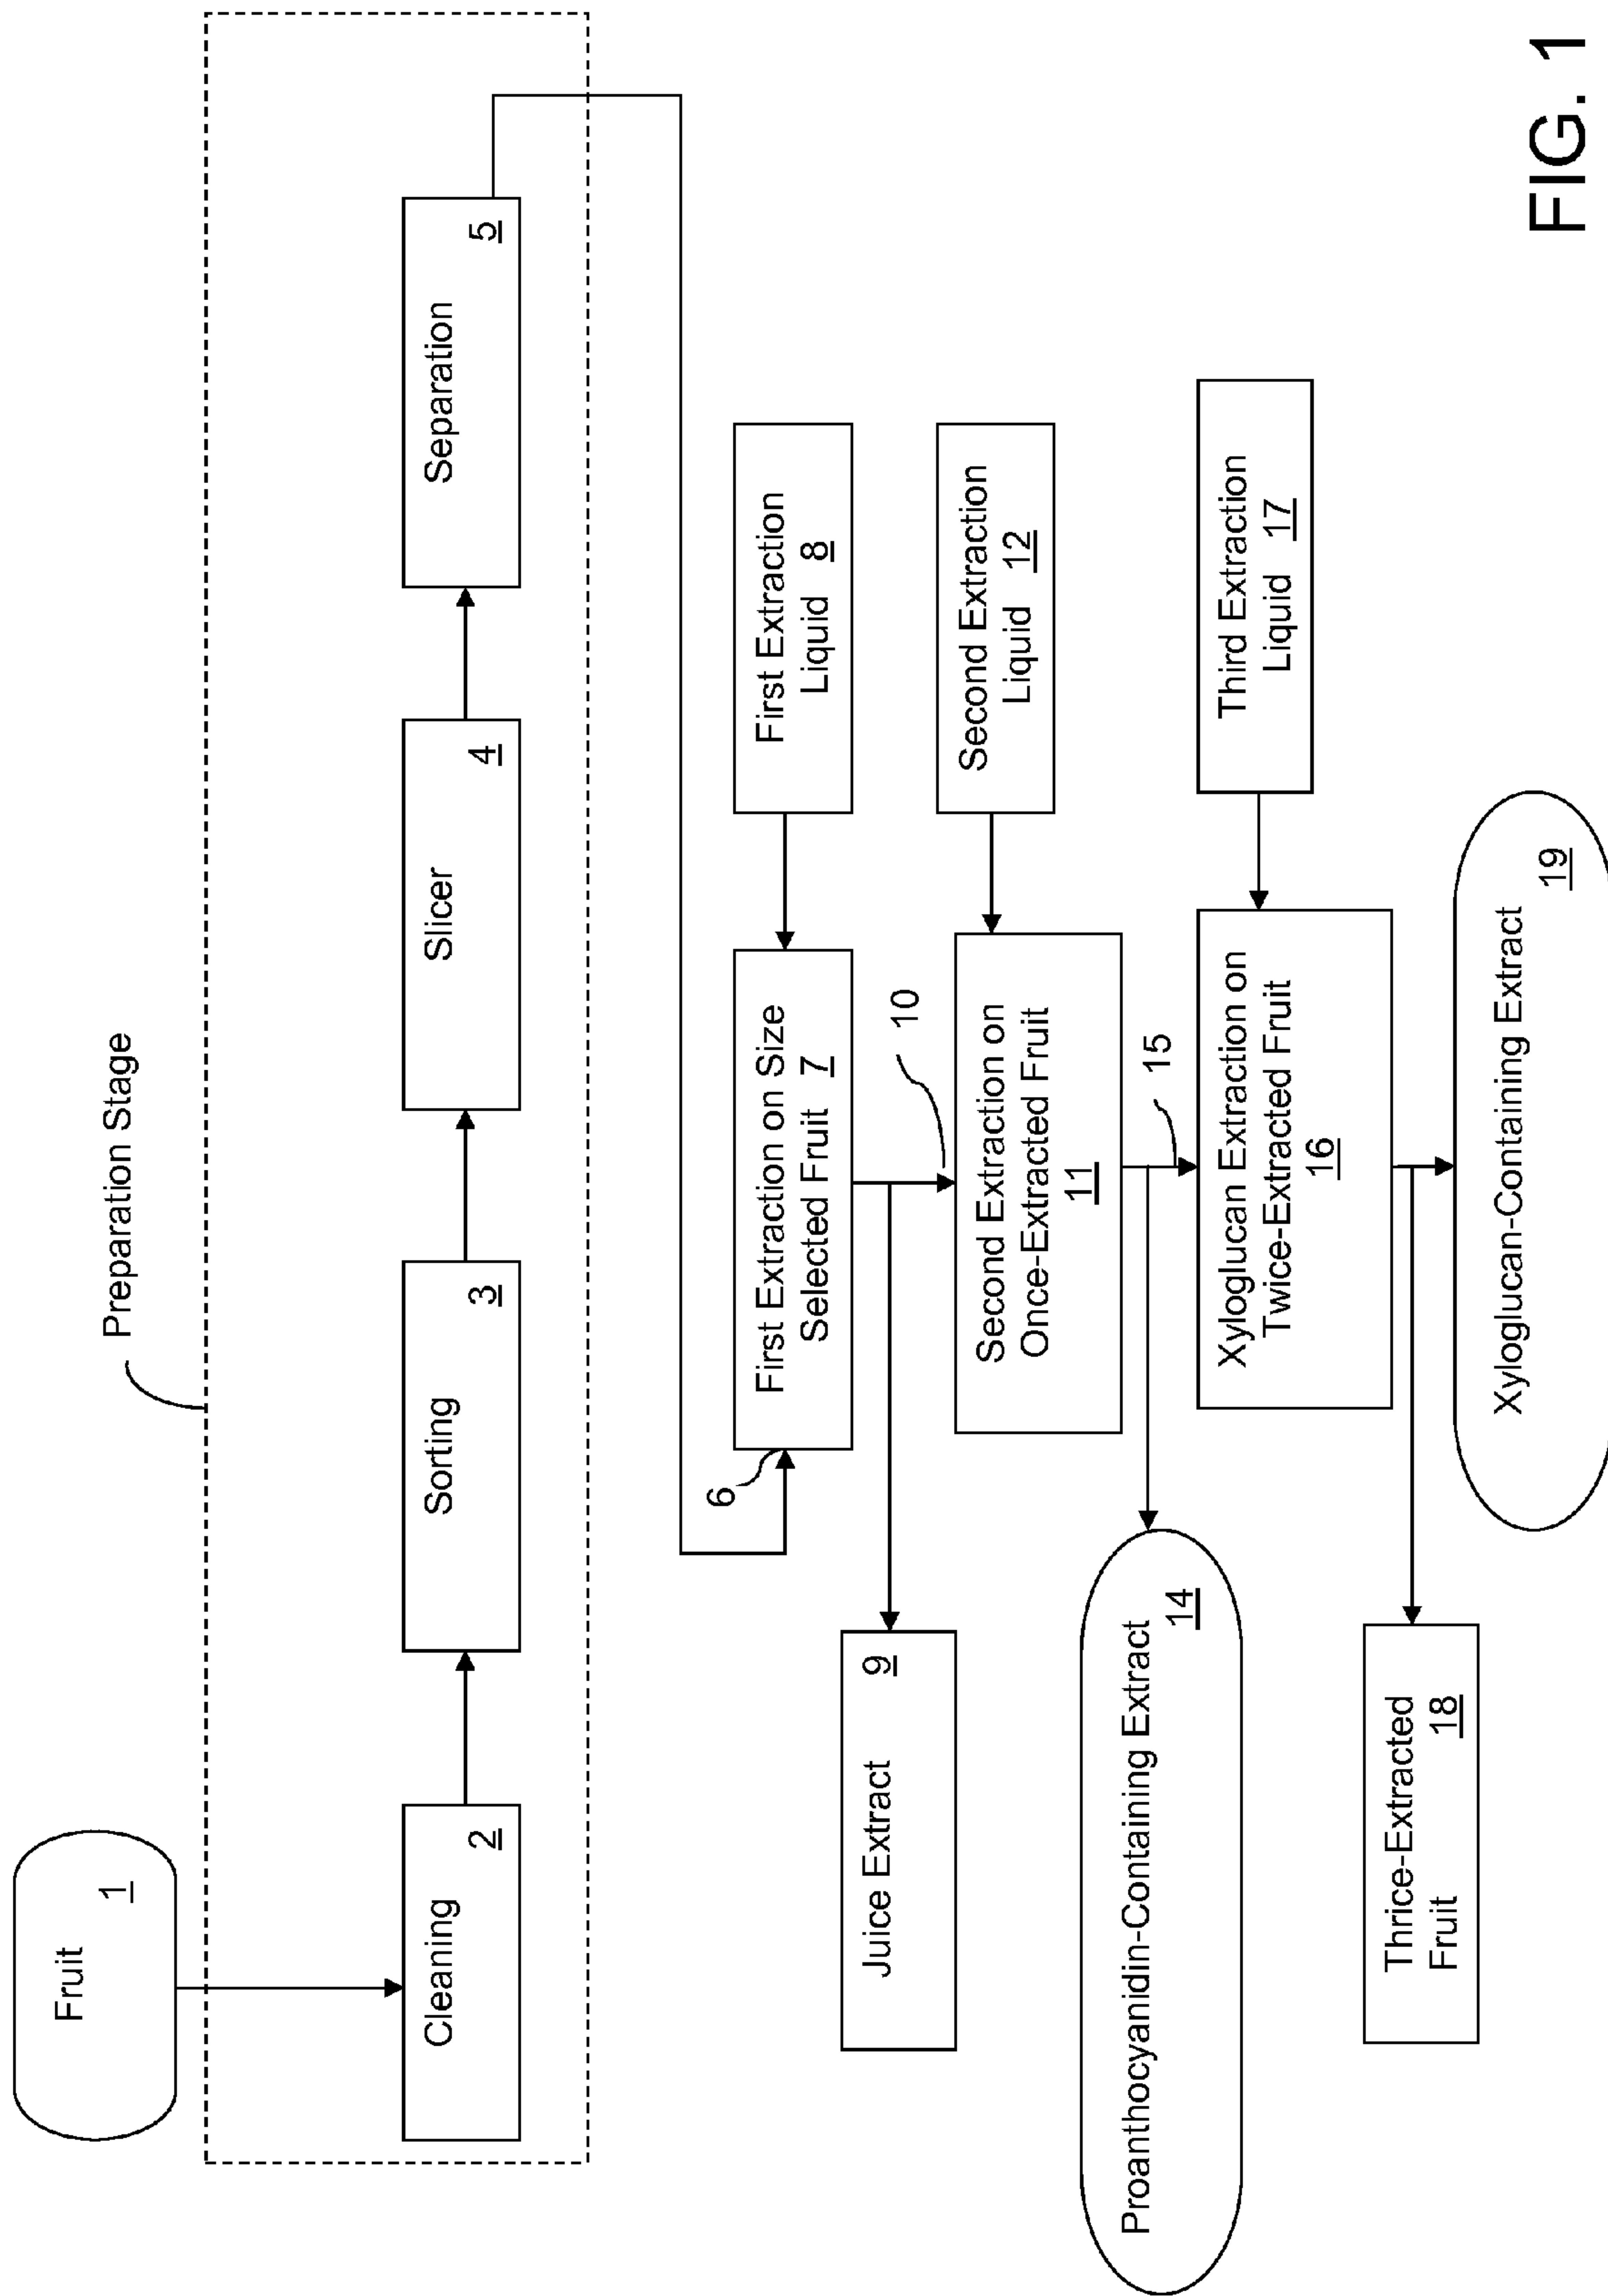 Fruit
1
Preparation Stage
Cleaning
2
Sorting
3
Slicer
4
Separation
5
6
First Extraction on Size
Selected Fruit 7
First Extraction
Liquid 8
Juice Extract
9
10
Second Extraction on
Once-Extracted Fruit
11
Second Extraction
Liquid 12
Proanthocyanidin-Containing Extract
14
15
Xyloglucan Extraction on
Twice-Extracted Fruit
16
Third Extraction
Liquid 17
Thrice-Extracted
Fruit 18
Xyloglucan-Containing Extract
19
FIG. 1